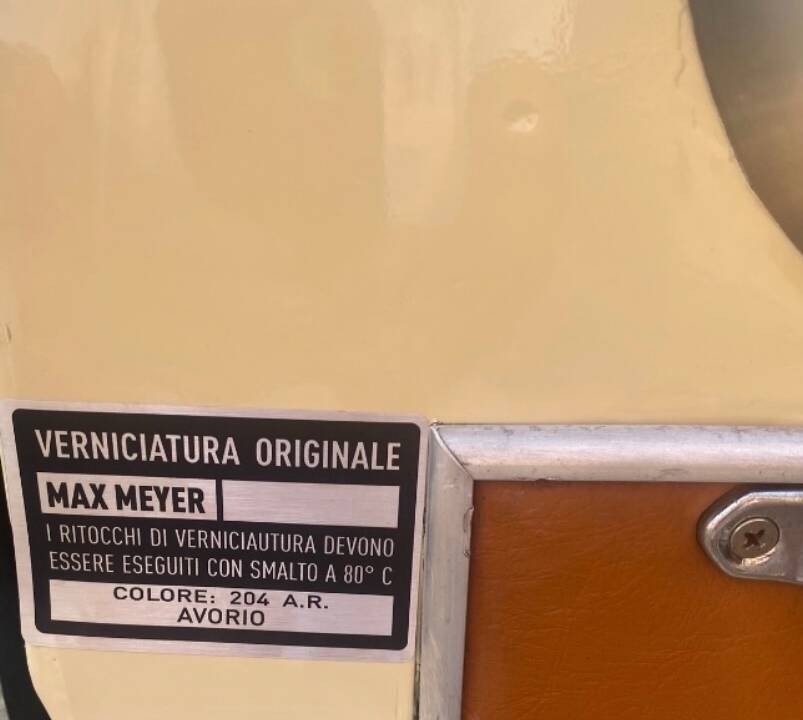 VERNICIATURA ORIGINALE
MAX MEYER
I RITOCCHI DI VERNICIAUTURA DEVONO
ESSERE ESEGUITI CON SMALTO A 80° C
COLORE: 204 A.R.
AVORIO